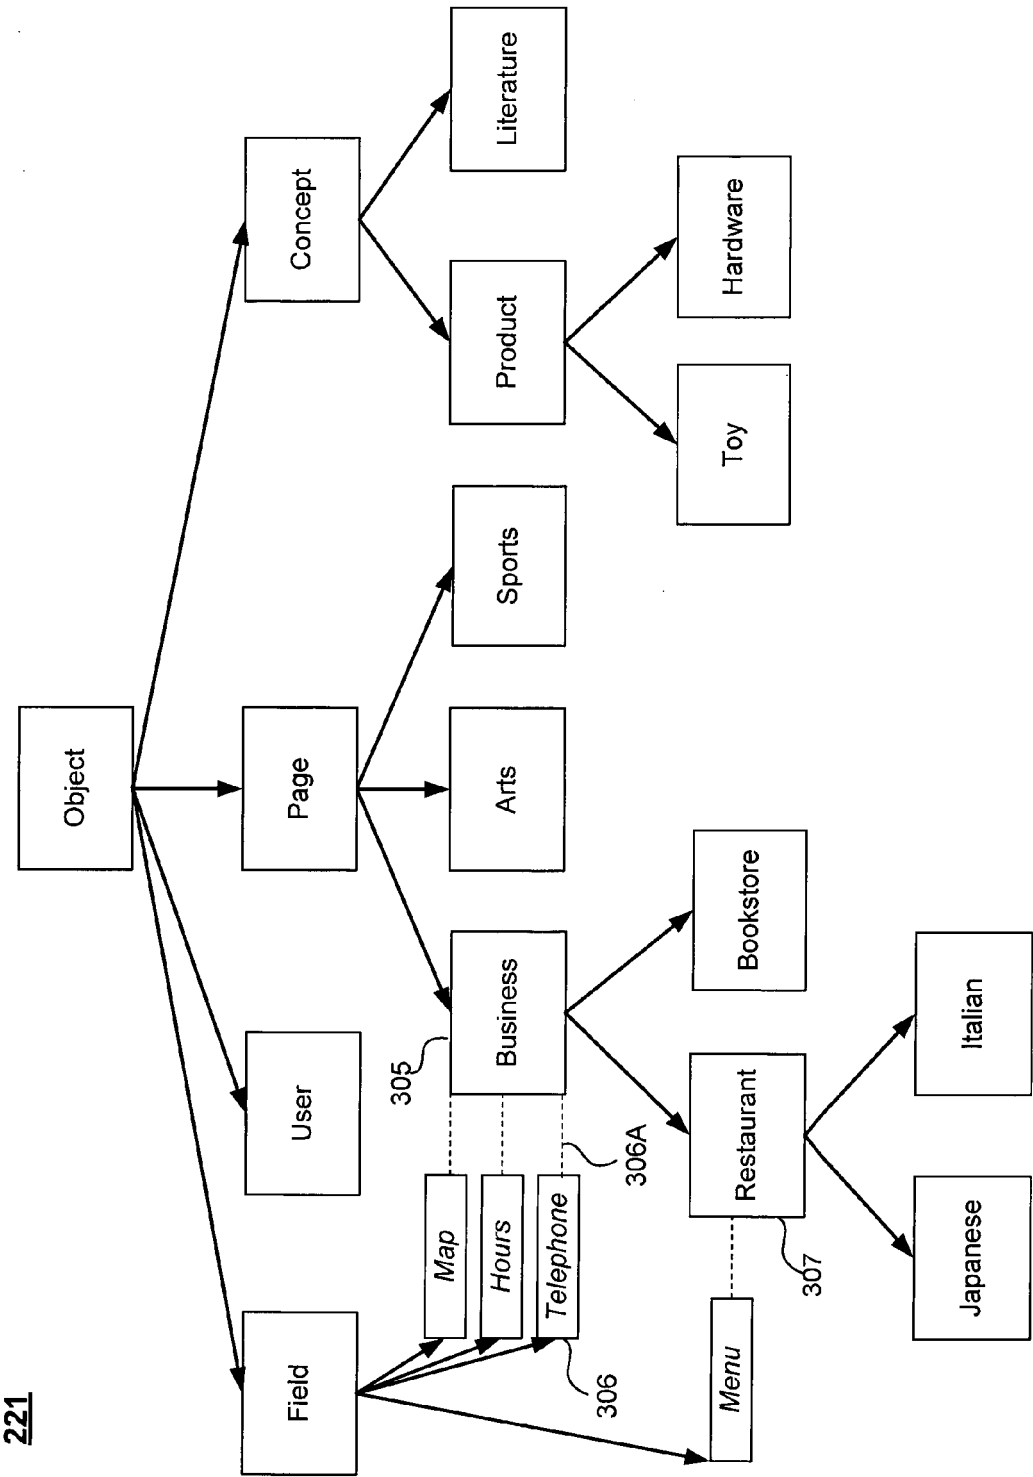 221
Object
Field
User
Page
Concept
Map
Hours
Telephone
306
306A
305
Business
Arts
Sports
Product
Literature
Menu
307
Restaurant
Bookstore
Toy
Hardware
Japanese
Italian